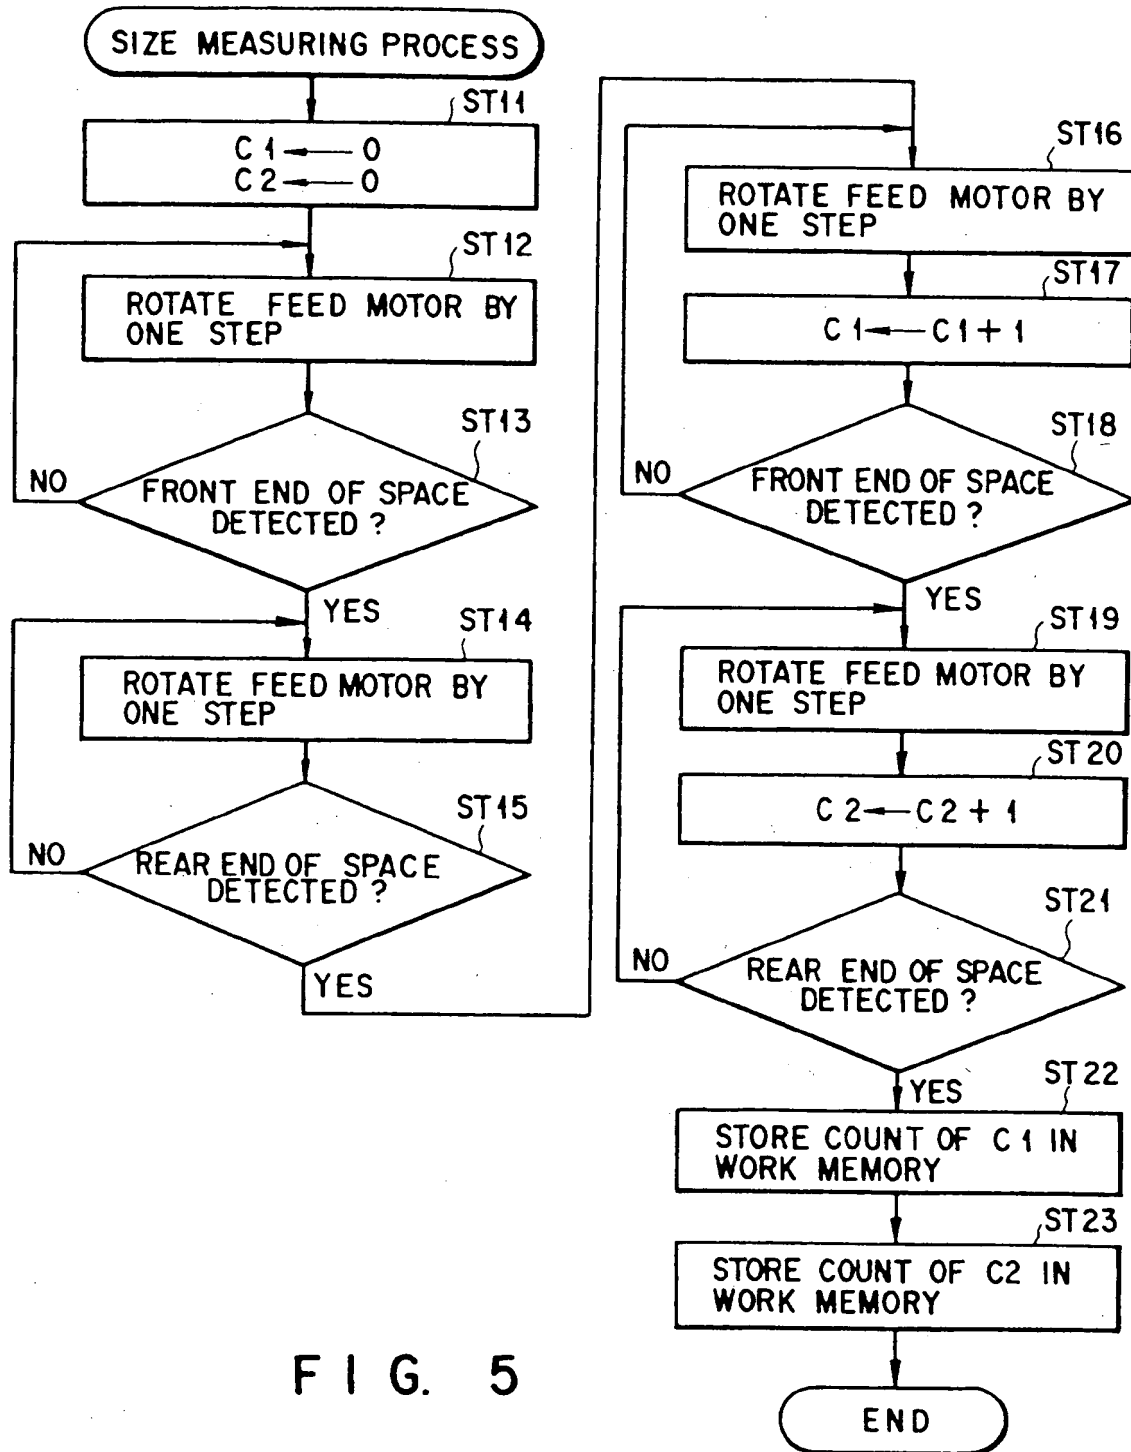 SIZE MEASURING PROCESS
ST11
C1 ← 0
C2 ← 0
ST12
ROTATE FEED MOTOR BY
ONE STEP
ST13
FRONT END OF SPACE
DETECTED ?
NO
YES
ST14
ROTATE FEED MOTOR BY
ONE STEP
ST15
REAR END OF SPACE
DETECTED ?
NO
YES
ST16
ROTATE FEED MOTOR BY
ONE STEP
ST17
C1 ← C1 + 1
ST18
FRONT END OF SPACE
DETECTED ?
NO
YES
ST19
ROTATE FEED MOTOR BY
ONE STEP
ST20
C2 ← C2 + 1
ST21
REAR END OF SPACE
DETECTED ?
NO
YES
ST22
STORE COUNT OF C1 IN
WORK MEMORY
ST23
STORE COUNT OF C2 IN
WORK MEMORY
END
FIG. 5